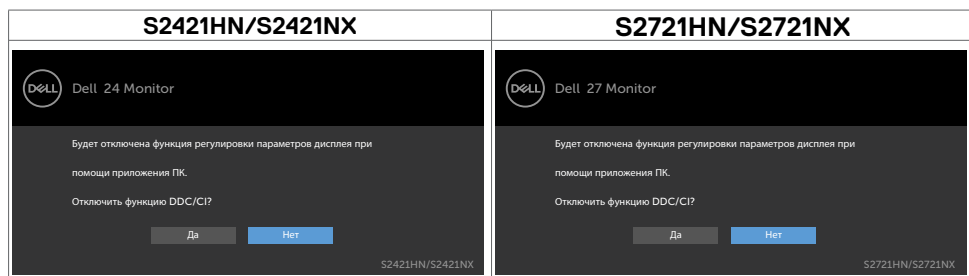 S2421HN/S2421NX
DELL
Dell 24 Monitor
Будет отключена функция регулировки параметров дисплея при
помощи приложения ПК.
Отключить функцию DDC/CI?
Да
Нет
S2421HN/S2421NX
S2721HN/S2721NX
DELL
Dell 27 Monitor
Будет отключена функция регулировки параметров дисплея при
помощи приложения ПК.
Отключить функцию DDC/CI?
Да
Нет
S2721HN/S2721NX